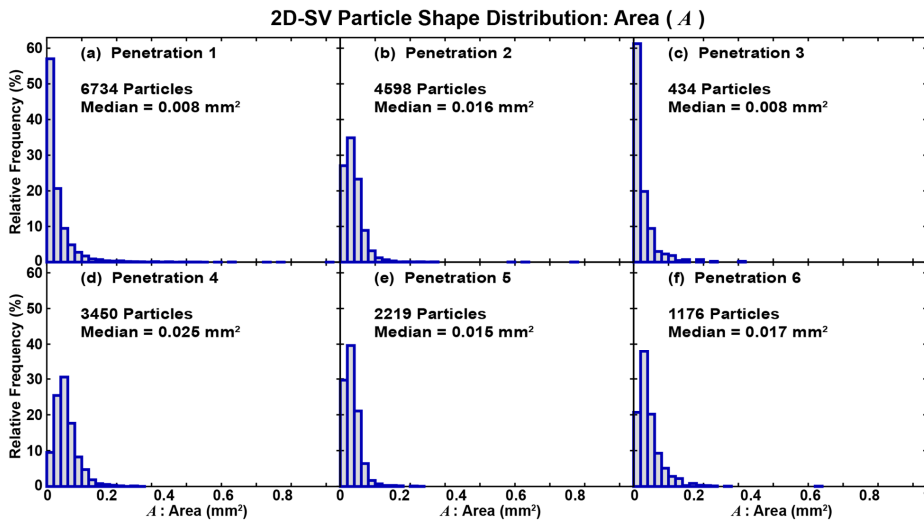 2D-SV Particle Shape Distribution: Area ( A )
(a) Penetration 1
6734 Particles
Median = 0.008 mm²
(b) Penetration 2
4598 Particles
Median = 0.016 mm²
(c) Penetration 3
434 Particles
Median = 0.008 mm²
Relative Frequency (%)
60
50
40
30
20
10
0
(d) Penetration 4
3450 Particles
Median = 0.025 mm²
(e) Penetration 5
2219 Particles
Median = 0.015 mm²
(f) Penetration 6
1176 Particles
Median = 0.017 mm²
Relative Frequency (%)
60
50
40
30
20
10
0
0 0.2 0.4 0.6 0.8
0 0.2 0.4 0.6 0.8
0 0.2 0.4 0.6 0.8
A : Area (mm²)
A : Area (mm²)
A : Area (mm²)